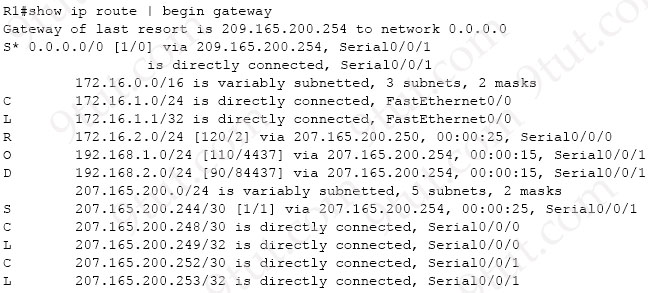 R1#show ip route | begin gateway
Gateway of last resort is 209.165.200.254 to network 0.0.0.0
S* 0.0.0.0/0 [1/0] via 209.165.200.254, Serial0/0/1
is directly connected, Serial0/0/1
172.16.0.0/16 is variably subnetted, 3 subnets, 2 masks
C 172.16.1.0/24 is directly connected, FastEthernet0/0
L 172.16.1.1/32 is directly connected, FastEthernet0/0
R 172.16.2.0/24 [120/2] via 207.165.200.250, 00:00:25, Serial0/0/0
O 192.168.1.0/24 [110/4437] via 207.165.200.254, 00:00:15, Serial0/0/1
D 192.168.2.0/24 [90/84437] via 207.165.200.254, 00:00:15, Serial0/0/1
207.165.200.0/24 is variably subnetted, 5 subnets, 2 masks
S 207.165.200.244/30 [1/1] via 207.165.200.254, 00:00:25, Serial0/0/1
C 207.165.200.248/30 is directly connected, Serial0/0/0
L 207.165.200.249/32 is directly connected, Serial0/0/0
C 207.165.200.252/30 is directly connected, Serial0/0/1
L 207.165.200.253/32 is directly connected, Serial0/0/1